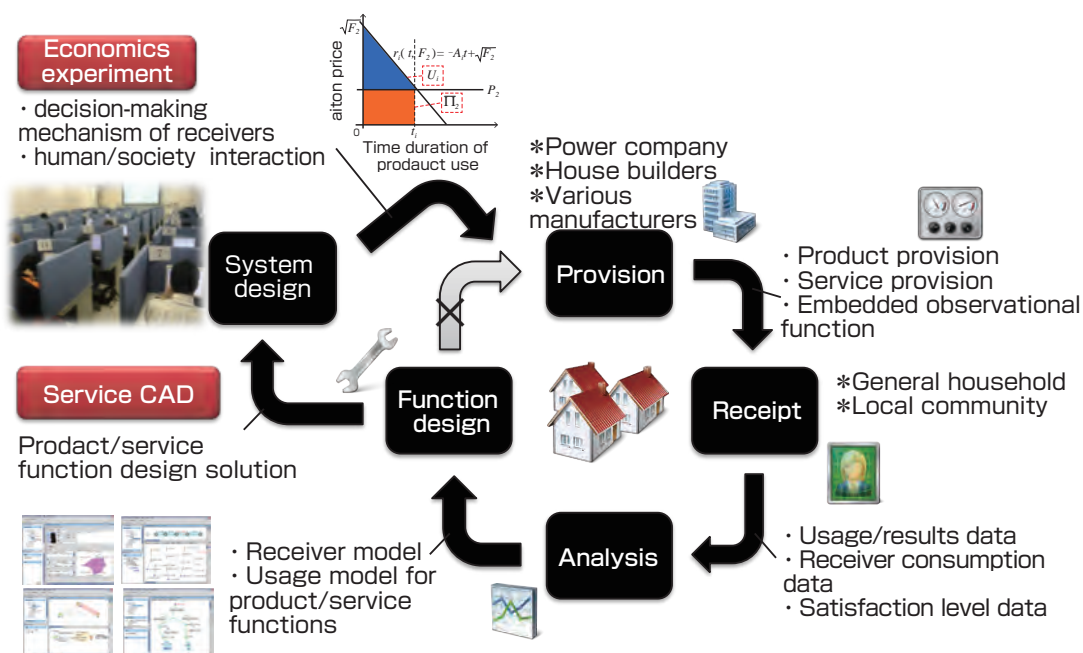 Economics
experiment
· decision-making
mechanism of receivers
· human/society interaction
√F₂
rᵢ( t, F₂)= -Aᵢt+√F₂
Uᵢ
P₂
Π₂
aiton price
0
tᵢ
Time duration of
prodauct use
∗Power company
∗House builders
∗Various
manufacturers
System
design
Provision
· Product provision
· Service provision
· Embedded observational
function
Service CAD
Prodact/service
function design solution
Function
design
Receipt
∗General household
∗Local community
· Receiver model
· Usage model for
product/service
functions
Analysis
· Usage/results data
· Receiver consumption
data
· Satisfaction level data